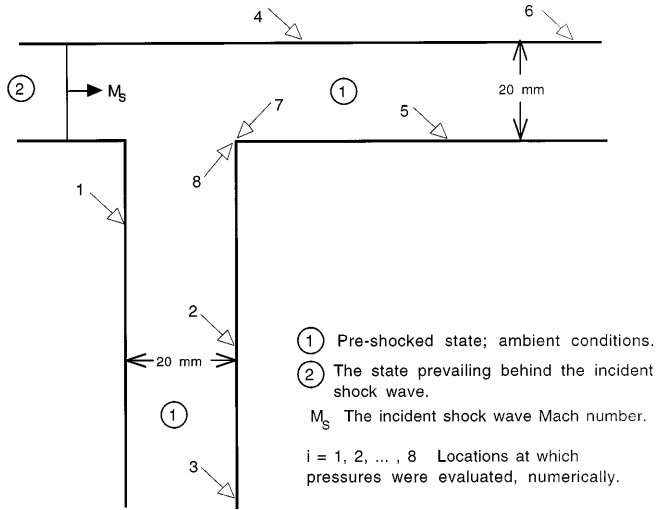 4
6
2
Ms
1
20 mm
7
5
8
1
2
20 mm
1
3
1 Pre-shocked state; ambient conditions.
2 The state prevailing behind the incident
shock wave.
Ms The incident shock wave Mach number.
i = 1, 2, ... , 8 Locations at which
pressures were evaluated, numerically.